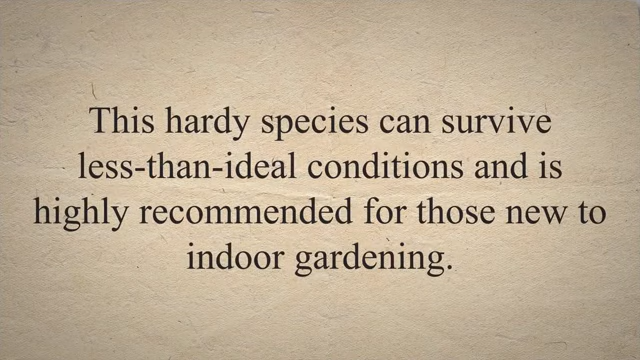 This hardy species can survive
less-than-ideal conditions and is
highly recommended for those new to
indoor gardening.